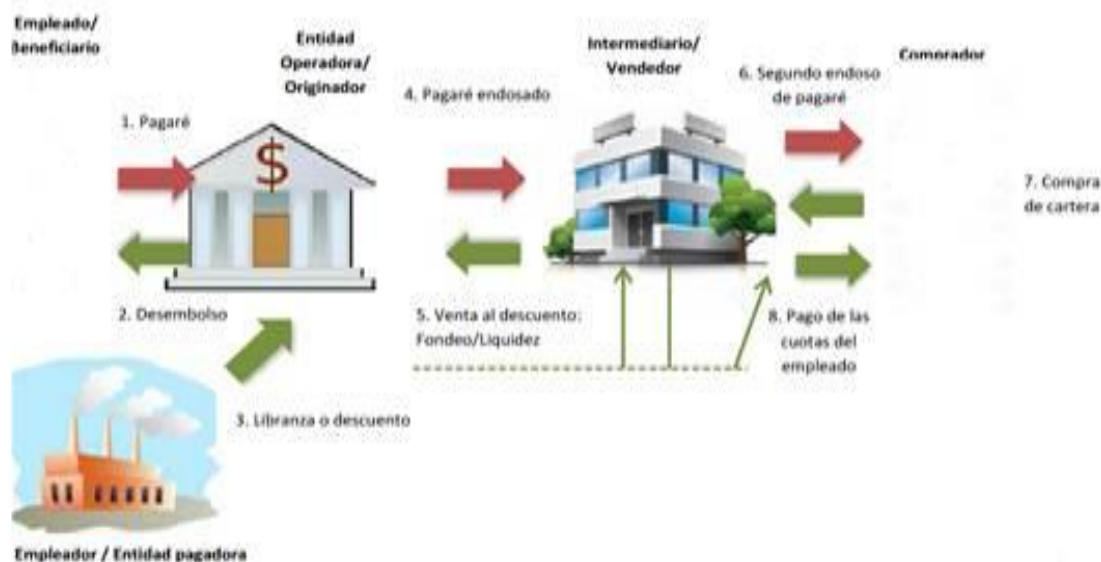 Empleado/
Beneficiario
Entidad
Operadora/
Originador
Intermediario/
Vendedor
Comprador
1. Pagaré
4. Pagaré endosado
6. Segundo endoso
de pagaré
7. Compra
de cartera
$
2. Desembolso
5. Venta al descuento:
Fondeo/Liquidez
8. Pago de las
cuotas del
empleado
3. Libranza o descuento
Empleador / Entidad pagadora